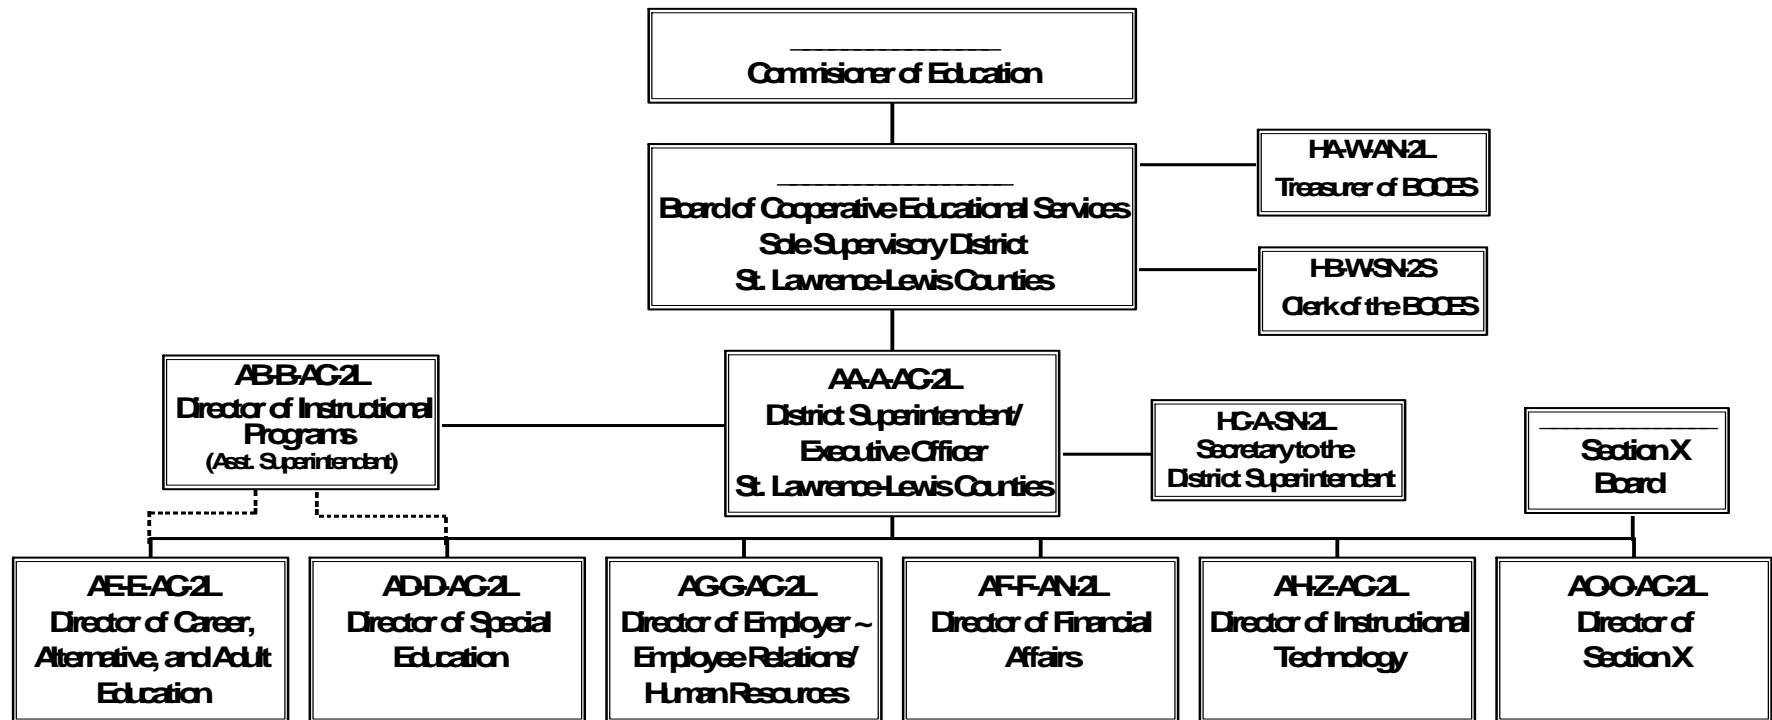 __________________
Commisioner of Education
____________________
Board of Cooperative Educational Services
Sole Supervisory District
St. Lawrence-Lewis Counties
HA-W-AN-2L
Treasurer of BOCES
HB-W-SN-2S
Clerk of the BOCES
AB-B-AC-2L
Director of Instructional
Programs
(Asst. Superintendent)
AA-A-AC-2L
District Superintendent/
Executive Officer
St. Lawrence-Lewis Counties
HC-A-SN-2L
Secretary to the
District Superintendent
_______________
Section X
Board
AE-E-AC-2L
Director of Career,
Alternative, and Adult
Education
AD-D-AC-2L
Director of Special
Education
AG-G-AC-2L
Director of Employer ~
Employee Relations/
Human Resources
AF-F-AN-2L
Director of Financial
Affairs
AH-Z-AC-2L
Director of Instructional
Technology
AO-O-AC-2L
Director of
Section X